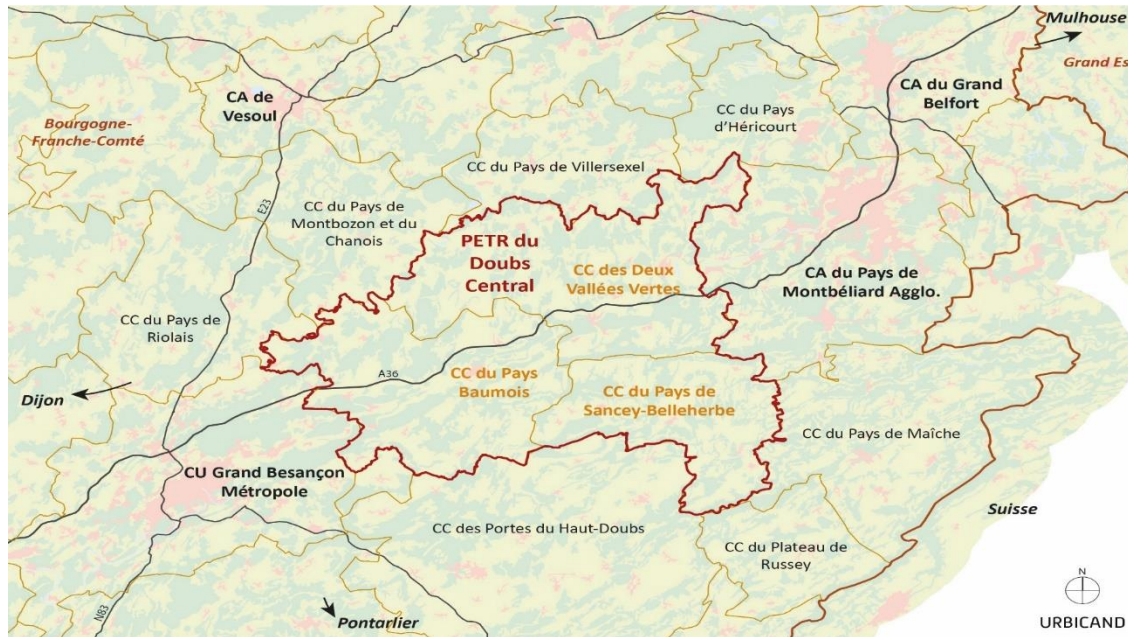 Mulhouse
Grand Es
CA de
Vesoul
CA du Grand
Belfort
Bourgogne-
Franche-Comté
CC du Pays
d'Héricourt
CC du Pays de Villersexel
CC du Pays de
Montbozon et du
Chanois
E23
PETR du
Doubs
Central
CC des Deux
Vallées Vertes
CA du Pays de
Montbéliard Agglo.
CC du Pays de
Riolais
A36
CC du Pays
Baumois
CC du Pays de
Sancey-Belleherbe
Dijon
CC du Pays de Maîche
CU Grand Besançon
Métropole
CC des Portes du Haut-Doubs
Suisse
CC du Plateau de
Russey
N83
Pontarlier
N
URBICAND